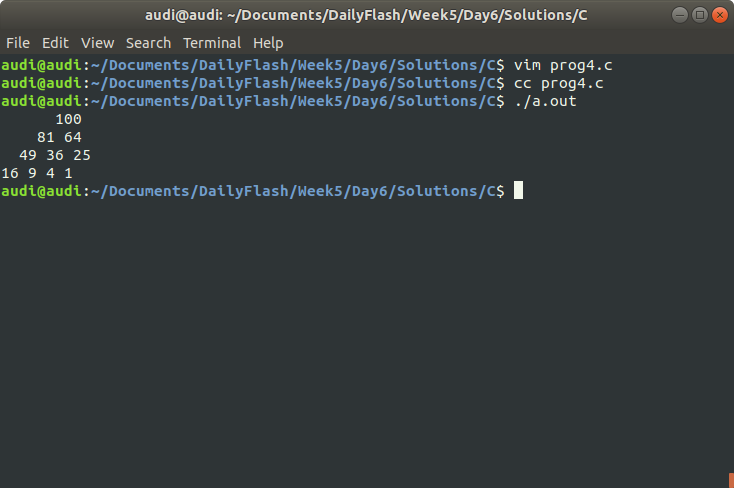 audi@audi: ~/Documents/DailyFlash/Week5/Day6/Solutions/C
File Edit View Search Terminal Help
audi@audi:~/Documents/DailyFlash/Week5/Day6/Solutions/C$ vim prog4.c
audi@audi:~/Documents/DailyFlash/Week5/Day6/Solutions/C$ cc prog4.c
audi@audi:~/Documents/DailyFlash/Week5/Day6/Solutions/C$ ./a.out
      100
    81 64
  49 36 25
16 9 4 1
audi@audi:~/Documents/DailyFlash/Week5/Day6/Solutions/C$